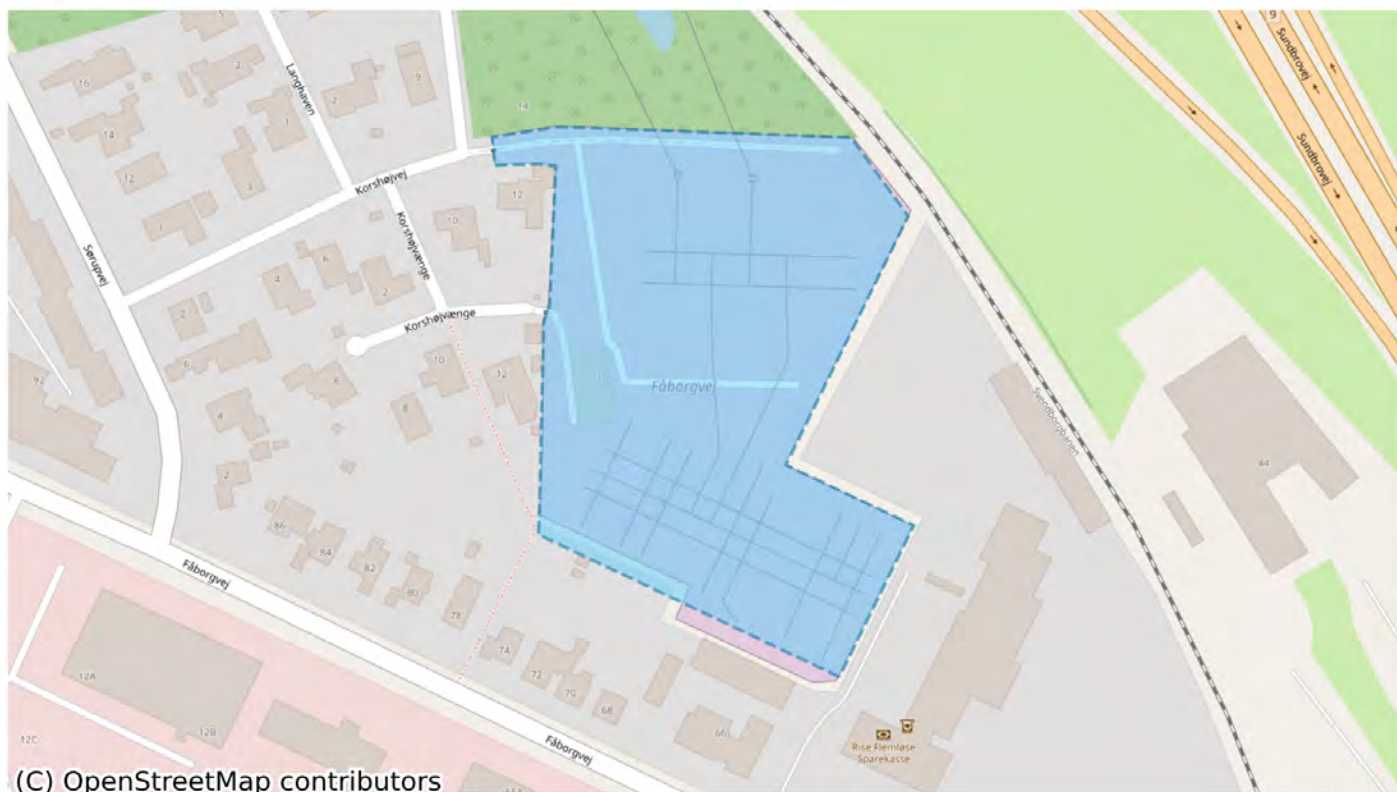 5
9
Sundbrovej
Sundbrovej
16
3
2
9
Langhaven
14
1
14
12
3
Korshøjvej
12
1
10
Korshøjvænge
Sørupvej
6
4
2
2
Korshøjvænge
6
10
12
92
6
8
Fåborgvej
Svendborgbanen
4
44
2
86
84
82
80
78
Fåborgvej
74
72
70
68
66
12A
12B
12C
Rise Flemløse
Sparekasse
Fåborgvej
(C) OpenStreetMap contributors